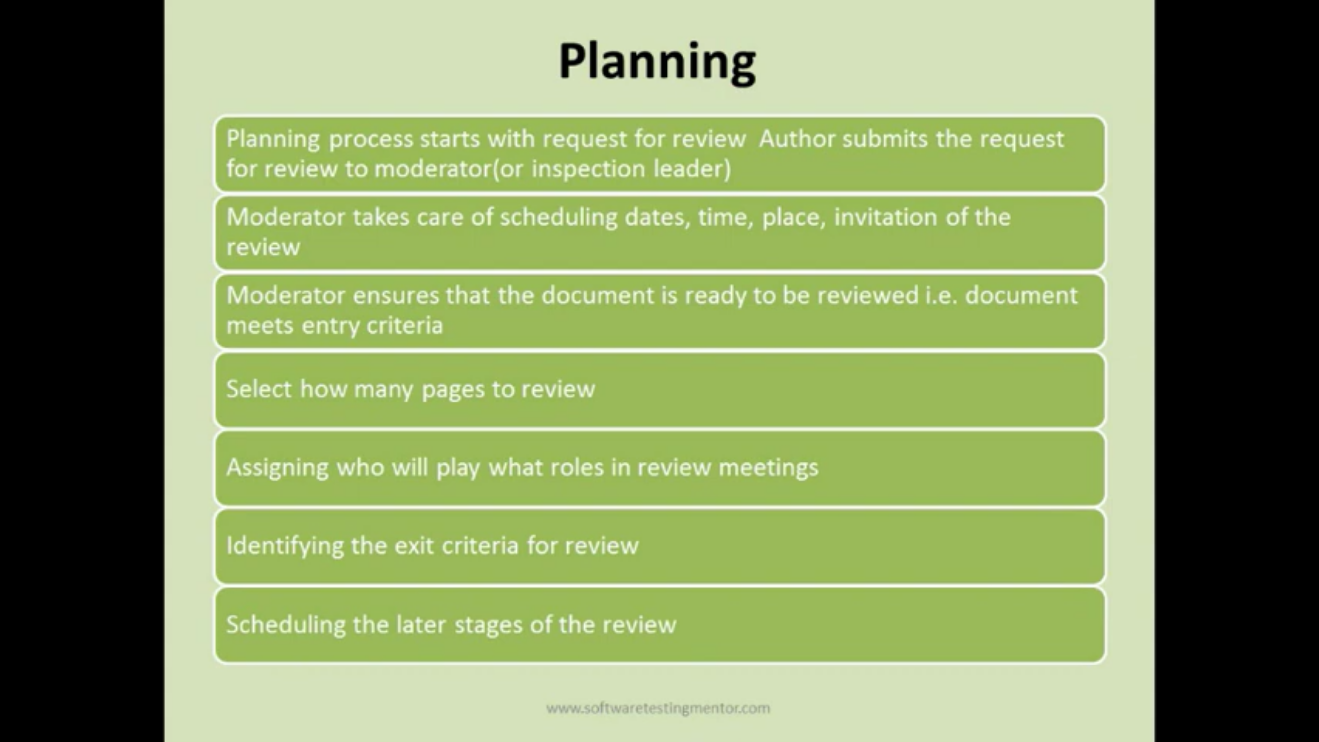 Planning
Planning process starts with request for review  Author submits the request
for review to moderator(or inspection leader)
Moderator takes care of scheduling dates, time, place, invitation of the
review
Moderator ensures that the document is ready to be reviewed i.e. document
meets entry criteria
Select how many pages to review
Assigning who will play what roles in review meetings
Identifying the exit criteria for review
Scheduling the later stages of the review
www.softwaretestingmentor.com